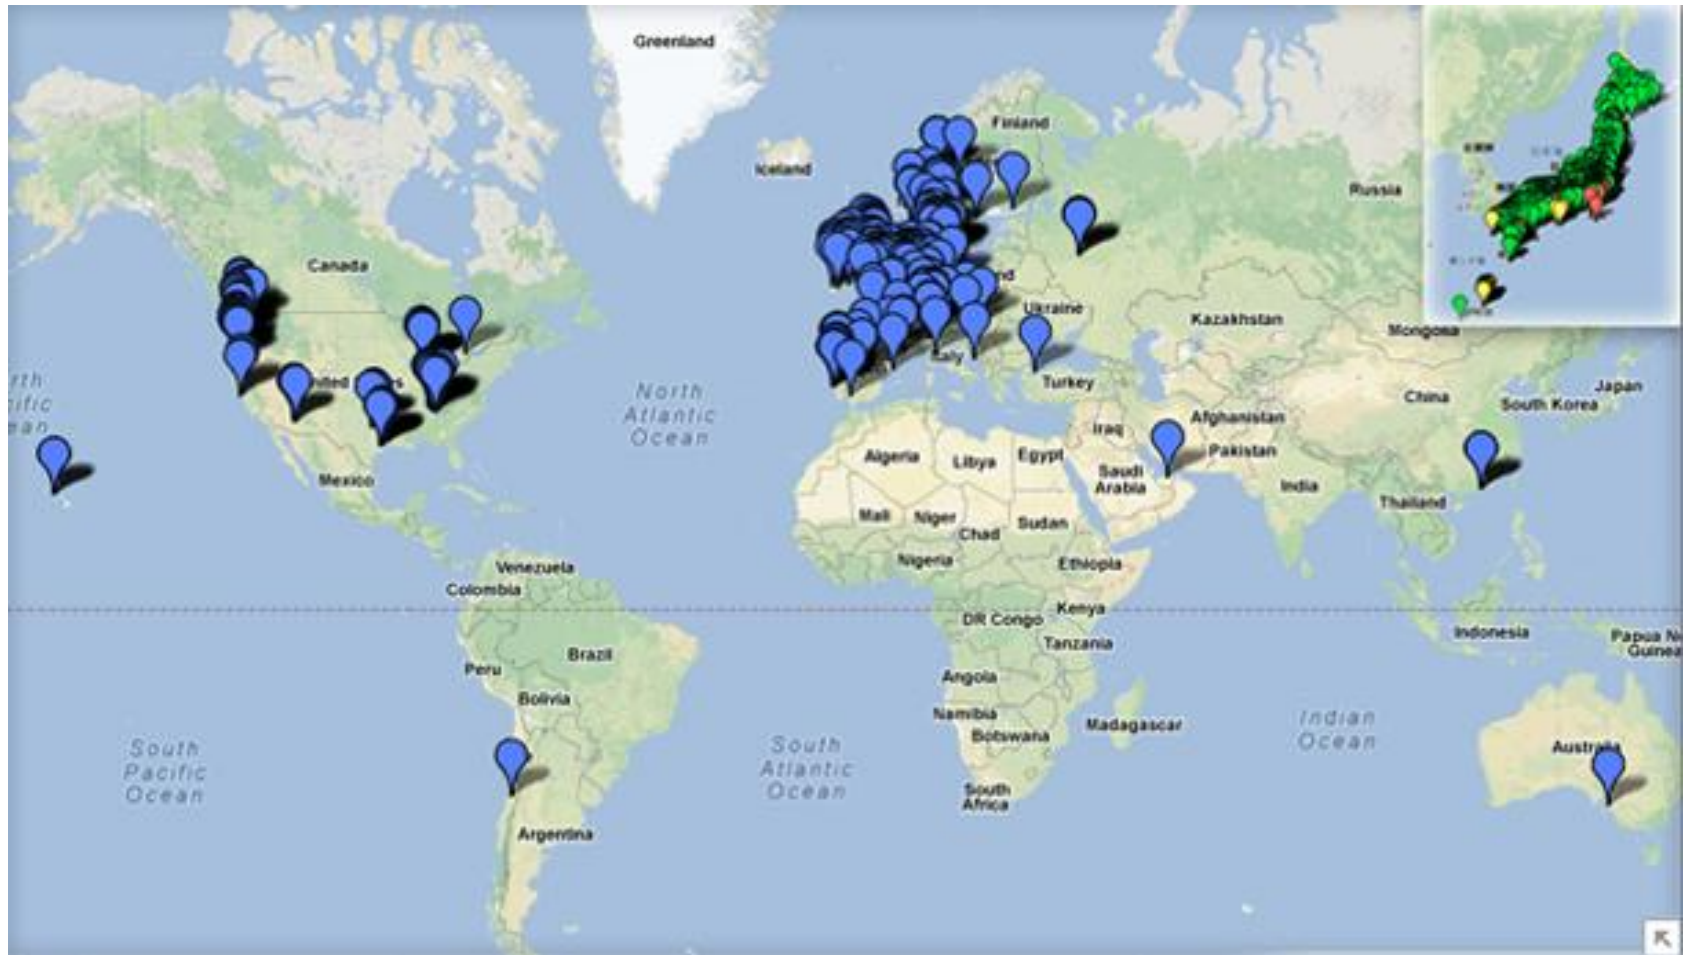 Greenland
Finland
Iceland
Russia
Canada
Ukraine
Kazakhstan
Mongolia
Italy
North
Atlantic
Ocean
Turkey
China
Japan
South Korea
Afghanistan
Iraq
Pakistan
Algeria
Libya
Egypt
Saudi
Arabia
India
Mexico
Thailand
Mali
Niger
Chad
Sudan
Nigeria
Ethiopia
Venezuela
Colombia
DR Congo
Kenya
Tanzania
Indonesia
Papua N
Guinea
Brazil
Peru
Angola
Bolivia
Namibia
Botswana
Madagascar
Indian
Ocean
South
Pacific
Ocean
South
Atlantic
Ocean
Australia
South
Africa
Argentina